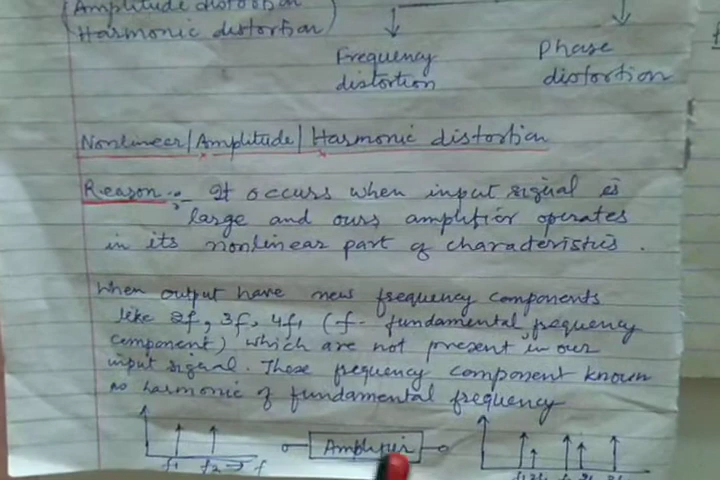 (Amplitude distortion
Harmonic distortion)
Frequency distortion
Phase distortion
Nonlineer/Amplitude/Harmonic distortion
Reason :- It occurs when input signal is
large and ours amplifier operates
in its nonlinear part of characteristics.
When output have new frequency components
like 2f, 3f, 4f, (f- fundamental frequency
component) which are not present in our
input signal. These frequency component known
as harmonic of fundamental frequency
f1 f2 → f
Amplifier